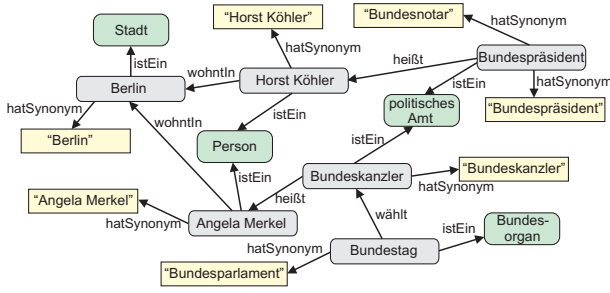 "Bundesnotar"
"Horst Köhler"
Stadt
hatSynonym
hatSynonym
heißt
Bundespräsident
istEin
wohntIn
Horst Köhler
istEin
hatSynonym
Berlin
politisches
Amt
"Bundespräsident"
hatSynonym
wohntIn
istEin
"Berlin"
Person
istEin
"Bundeskanzler"
istEin
Bundeskanzler
hatSynonym
"Angela Merkel"
heißt
wählt
Bundes-
organ
hatSynonym
Angela Merkel
istEin
hatSynonym
Bundestag
"Bundesparlament"